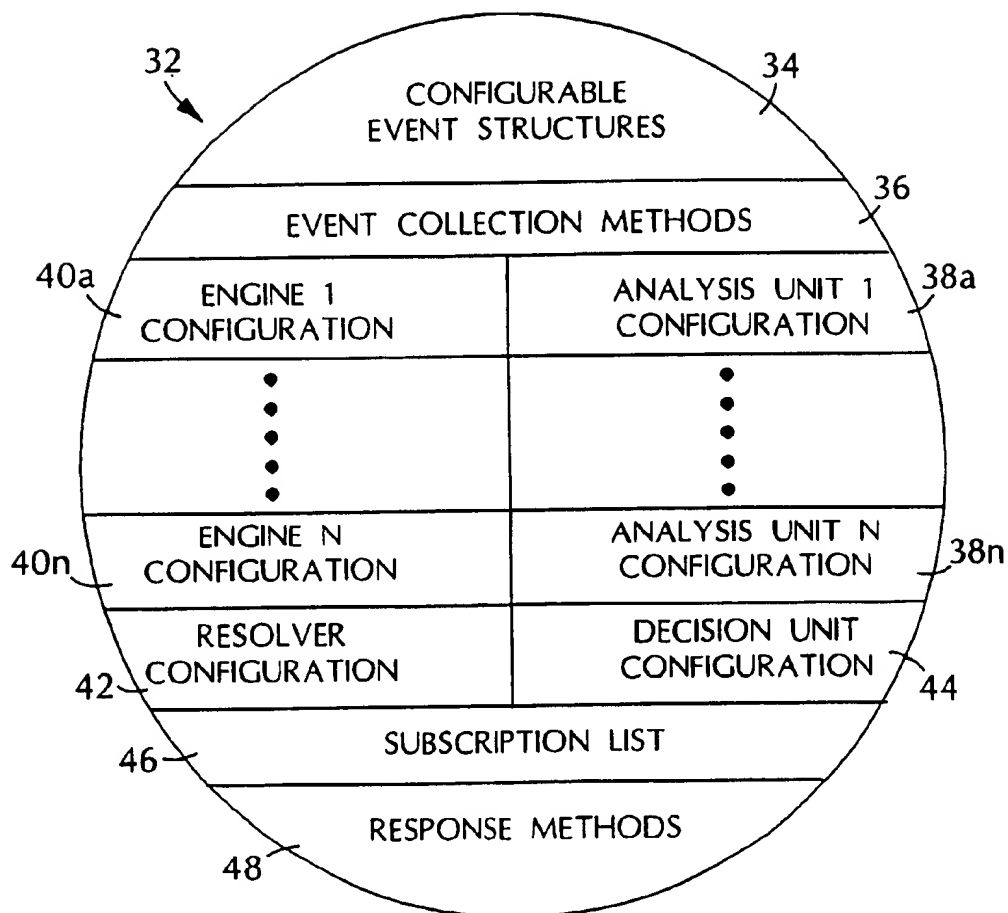 32
34
CONFIGURABLE
EVENT STRUCTURES
36
EVENT COLLECTION METHODS
40a
ENGINE 1
CONFIGURATION
ANALYSIS UNIT 1
CONFIGURATION
38a
ENGINE N
CONFIGURATION
40n
ANALYSIS UNIT N
CONFIGURATION
38n
RESOLVER
CONFIGURATION
42
DECISION UNIT
CONFIGURATION
44
SUBSCRIPTION LIST
46
RESPONSE METHODS
48